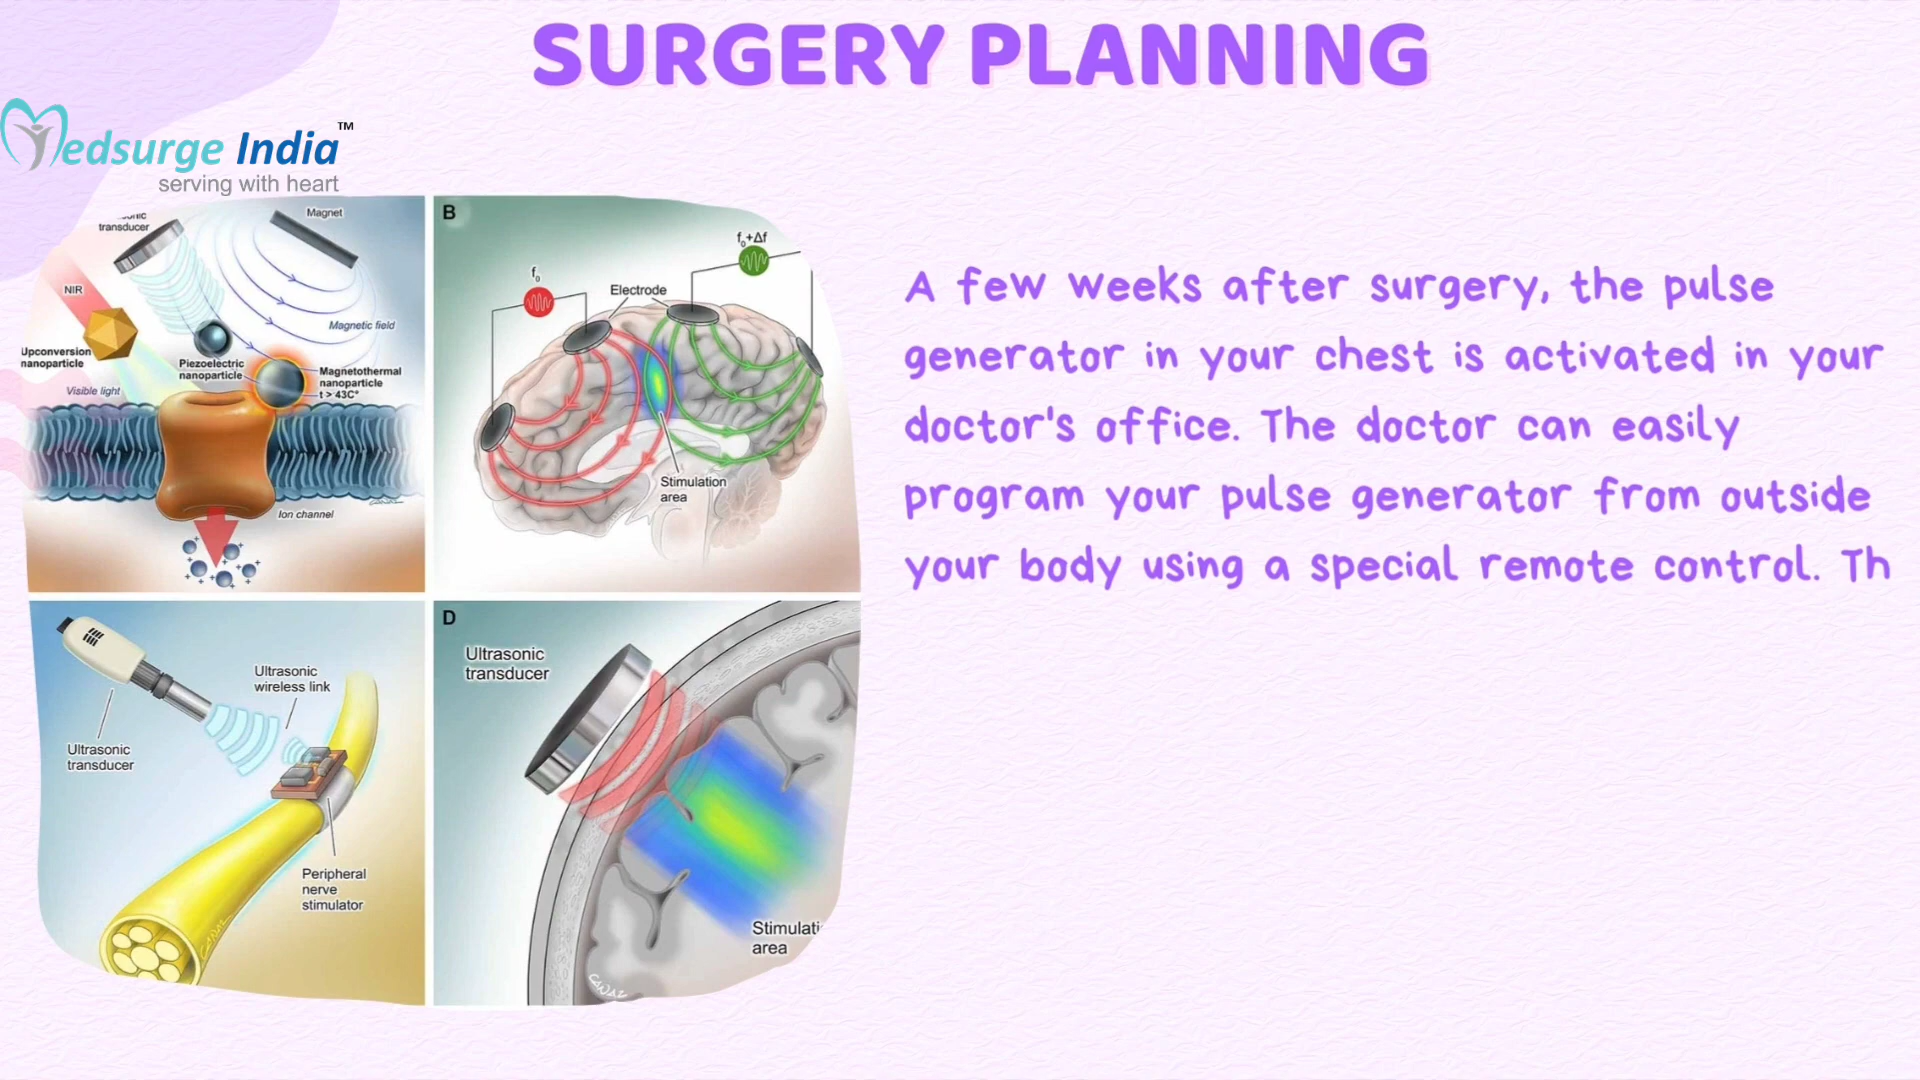 SURGERY PLANNING
Medsurge India™
serving with heart
transducer
Magnet
NIR
Magnetic field
Upconversion
nanoparticle
Piezoelectric
nanoparticle
Magnetothermal
nanoparticle
t > 43C°
Visible light
Ion channel
B
f₀
f₀+Δf
Electrode
Stimulation
area
Ultrasonic
wireless link
Ultrasonic
transducer
Peripheral
nerve
stimulator
D
Ultrasonic
transducer
Stimulati
area
A few weeks after surgery, the pulse
generator in your chest is activated in your
doctor's office. The doctor can easily
program your pulse generator from outside
your body using a special remote control. Th